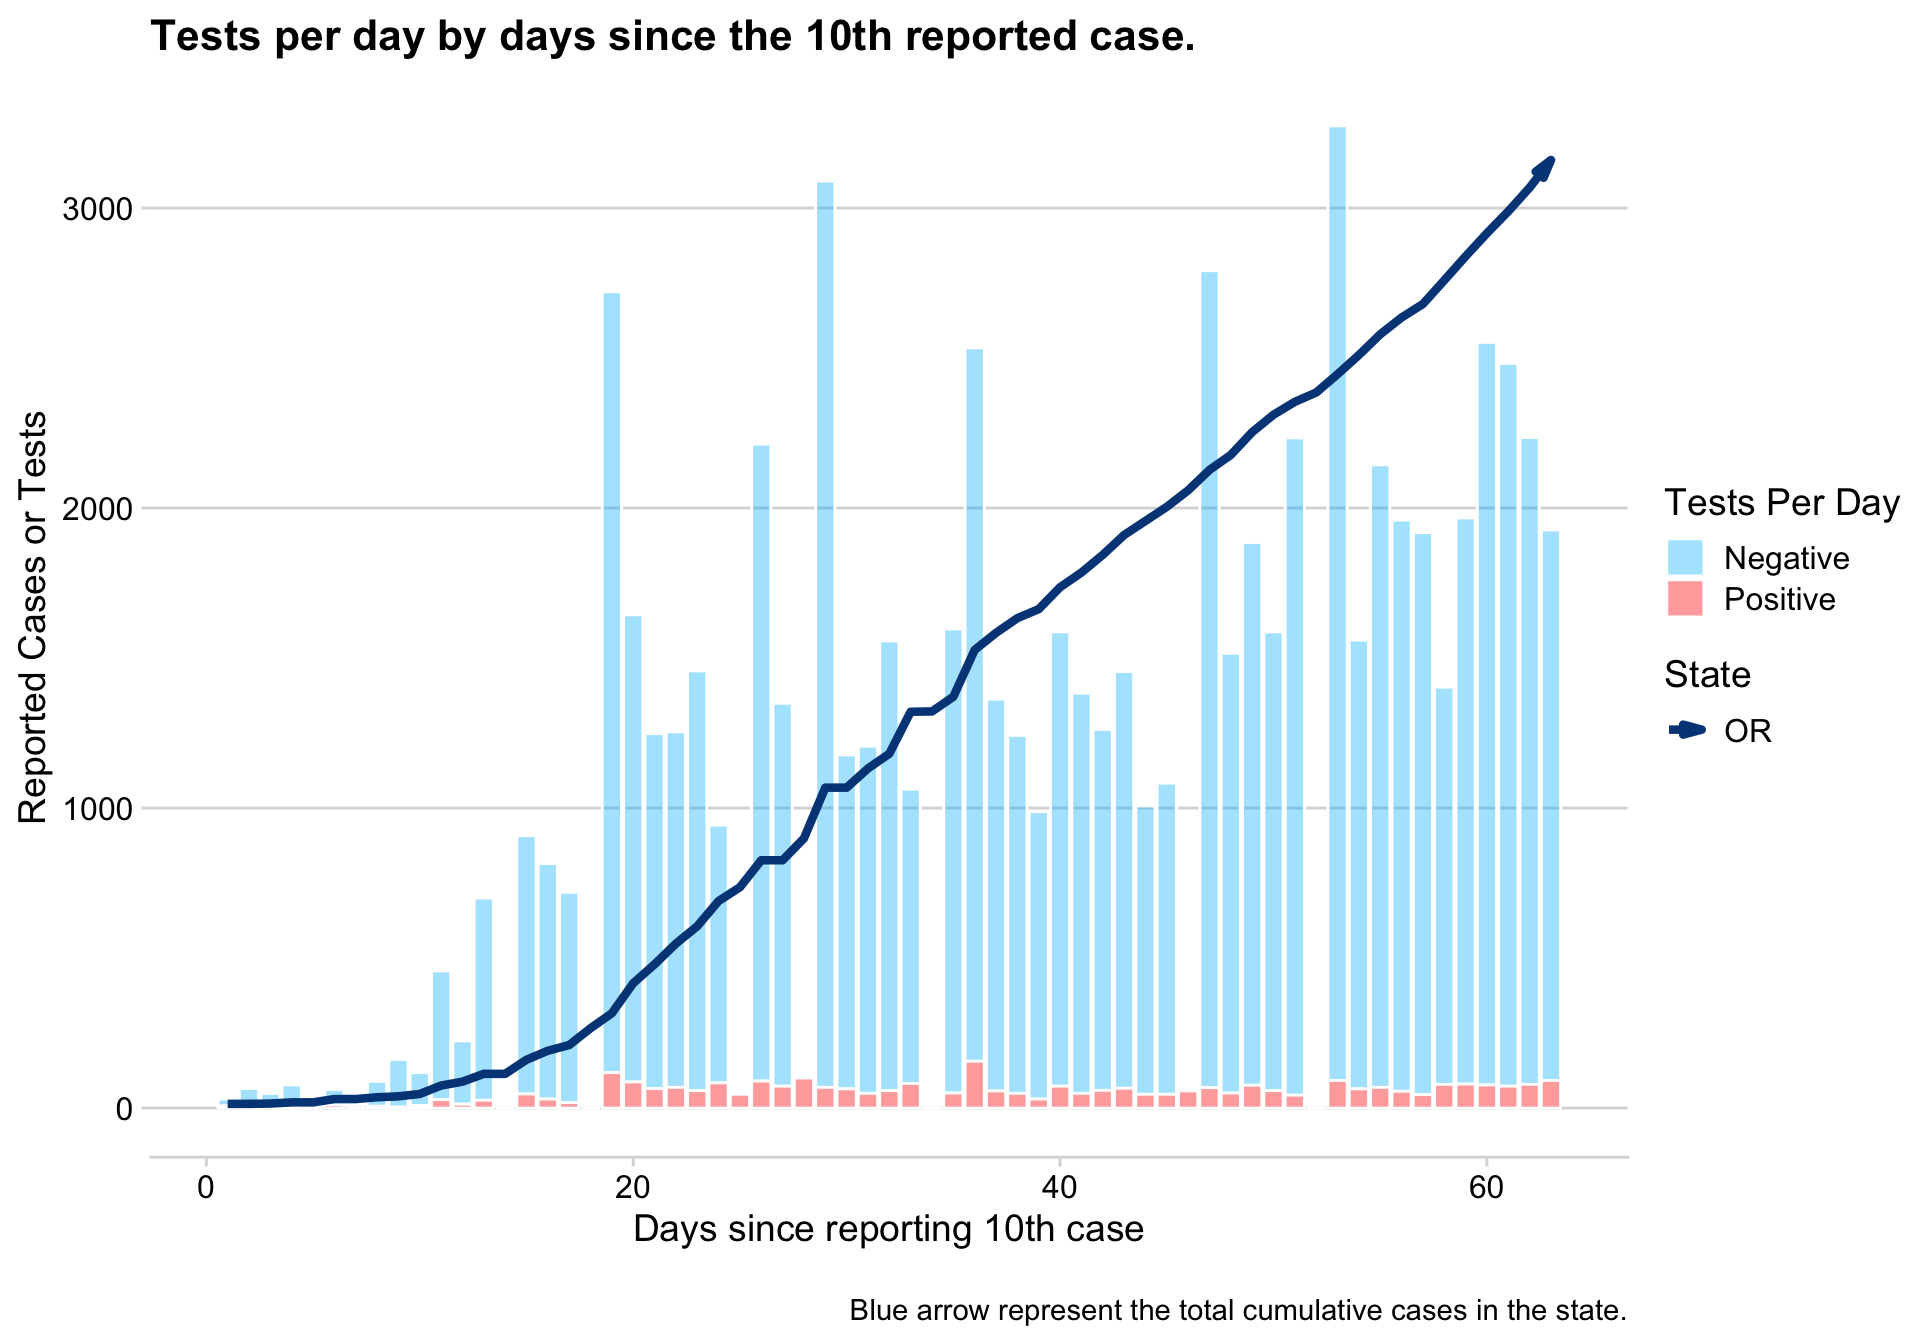 Tests per day by days since the 10th reported case.
Reported Cases or Tests
3000
2000
1000
0
0 20 40 60
Days since reporting 10th case
Tests Per Day
Negative
Positive
State
OR
Blue arrow represent the total cumulative cases in the state.